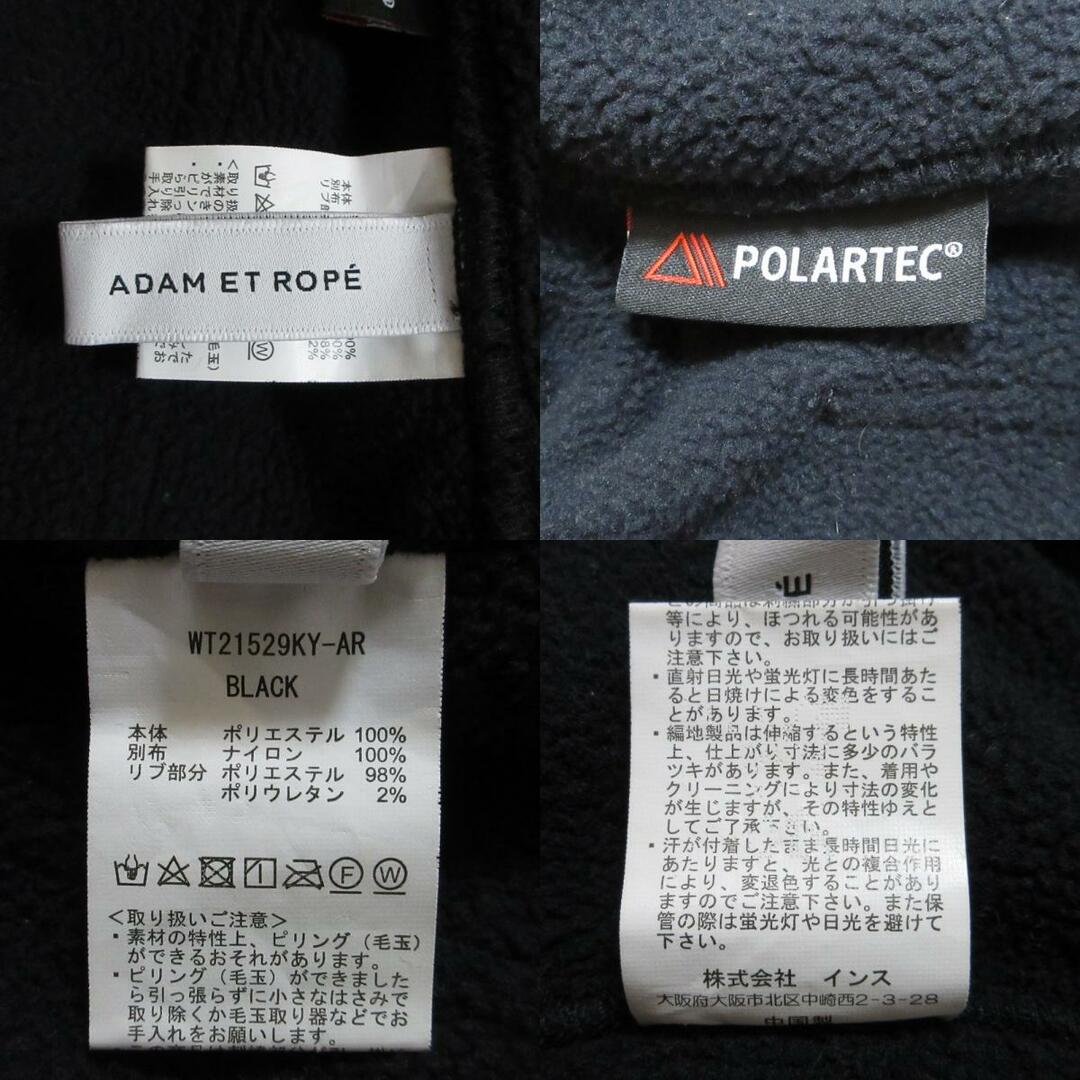 ADAM ET ROPÉ
POLARTEC®
WT21529KY-AR
BLACK
本体 ポリエステル 100%
別布 ナイロン 100%
リブ部分 ポリエステル 98%
ポリウレタン 2%
F W
<取り扱いご注意>
・素材の特性上、ピリング(毛玉)
ができるおそれがあります。
・ピリング(毛玉)ができましたら
引っ張らずに小さなはさみで
取り除くか毛玉取り器などでお
手入れをお願いします。
É
等により、ほつれる可能性があ
りますので、お取り扱いにはご
注意下さい。
・直射日光や蛍光灯に長時間あた
ると日焼けによる変色をするこ
とがあります。
・編地製品は伸縮するという特性
上、仕上がり寸法に多少のバラ
ツキがあります。また、着用や
クリーニングにより寸法の変化
が生じますが、その特性ゆえと
してご了承下さい。
・汗が付着したまま長時間日光に
あたりますと、光との複合作用
により、変退色することがあり
ますのでご注意下さい。また保
管の際は蛍光灯や日光を避けて
下さい。
株式会社 インス
大阪府大阪市北区中崎西2-3-28
中国製